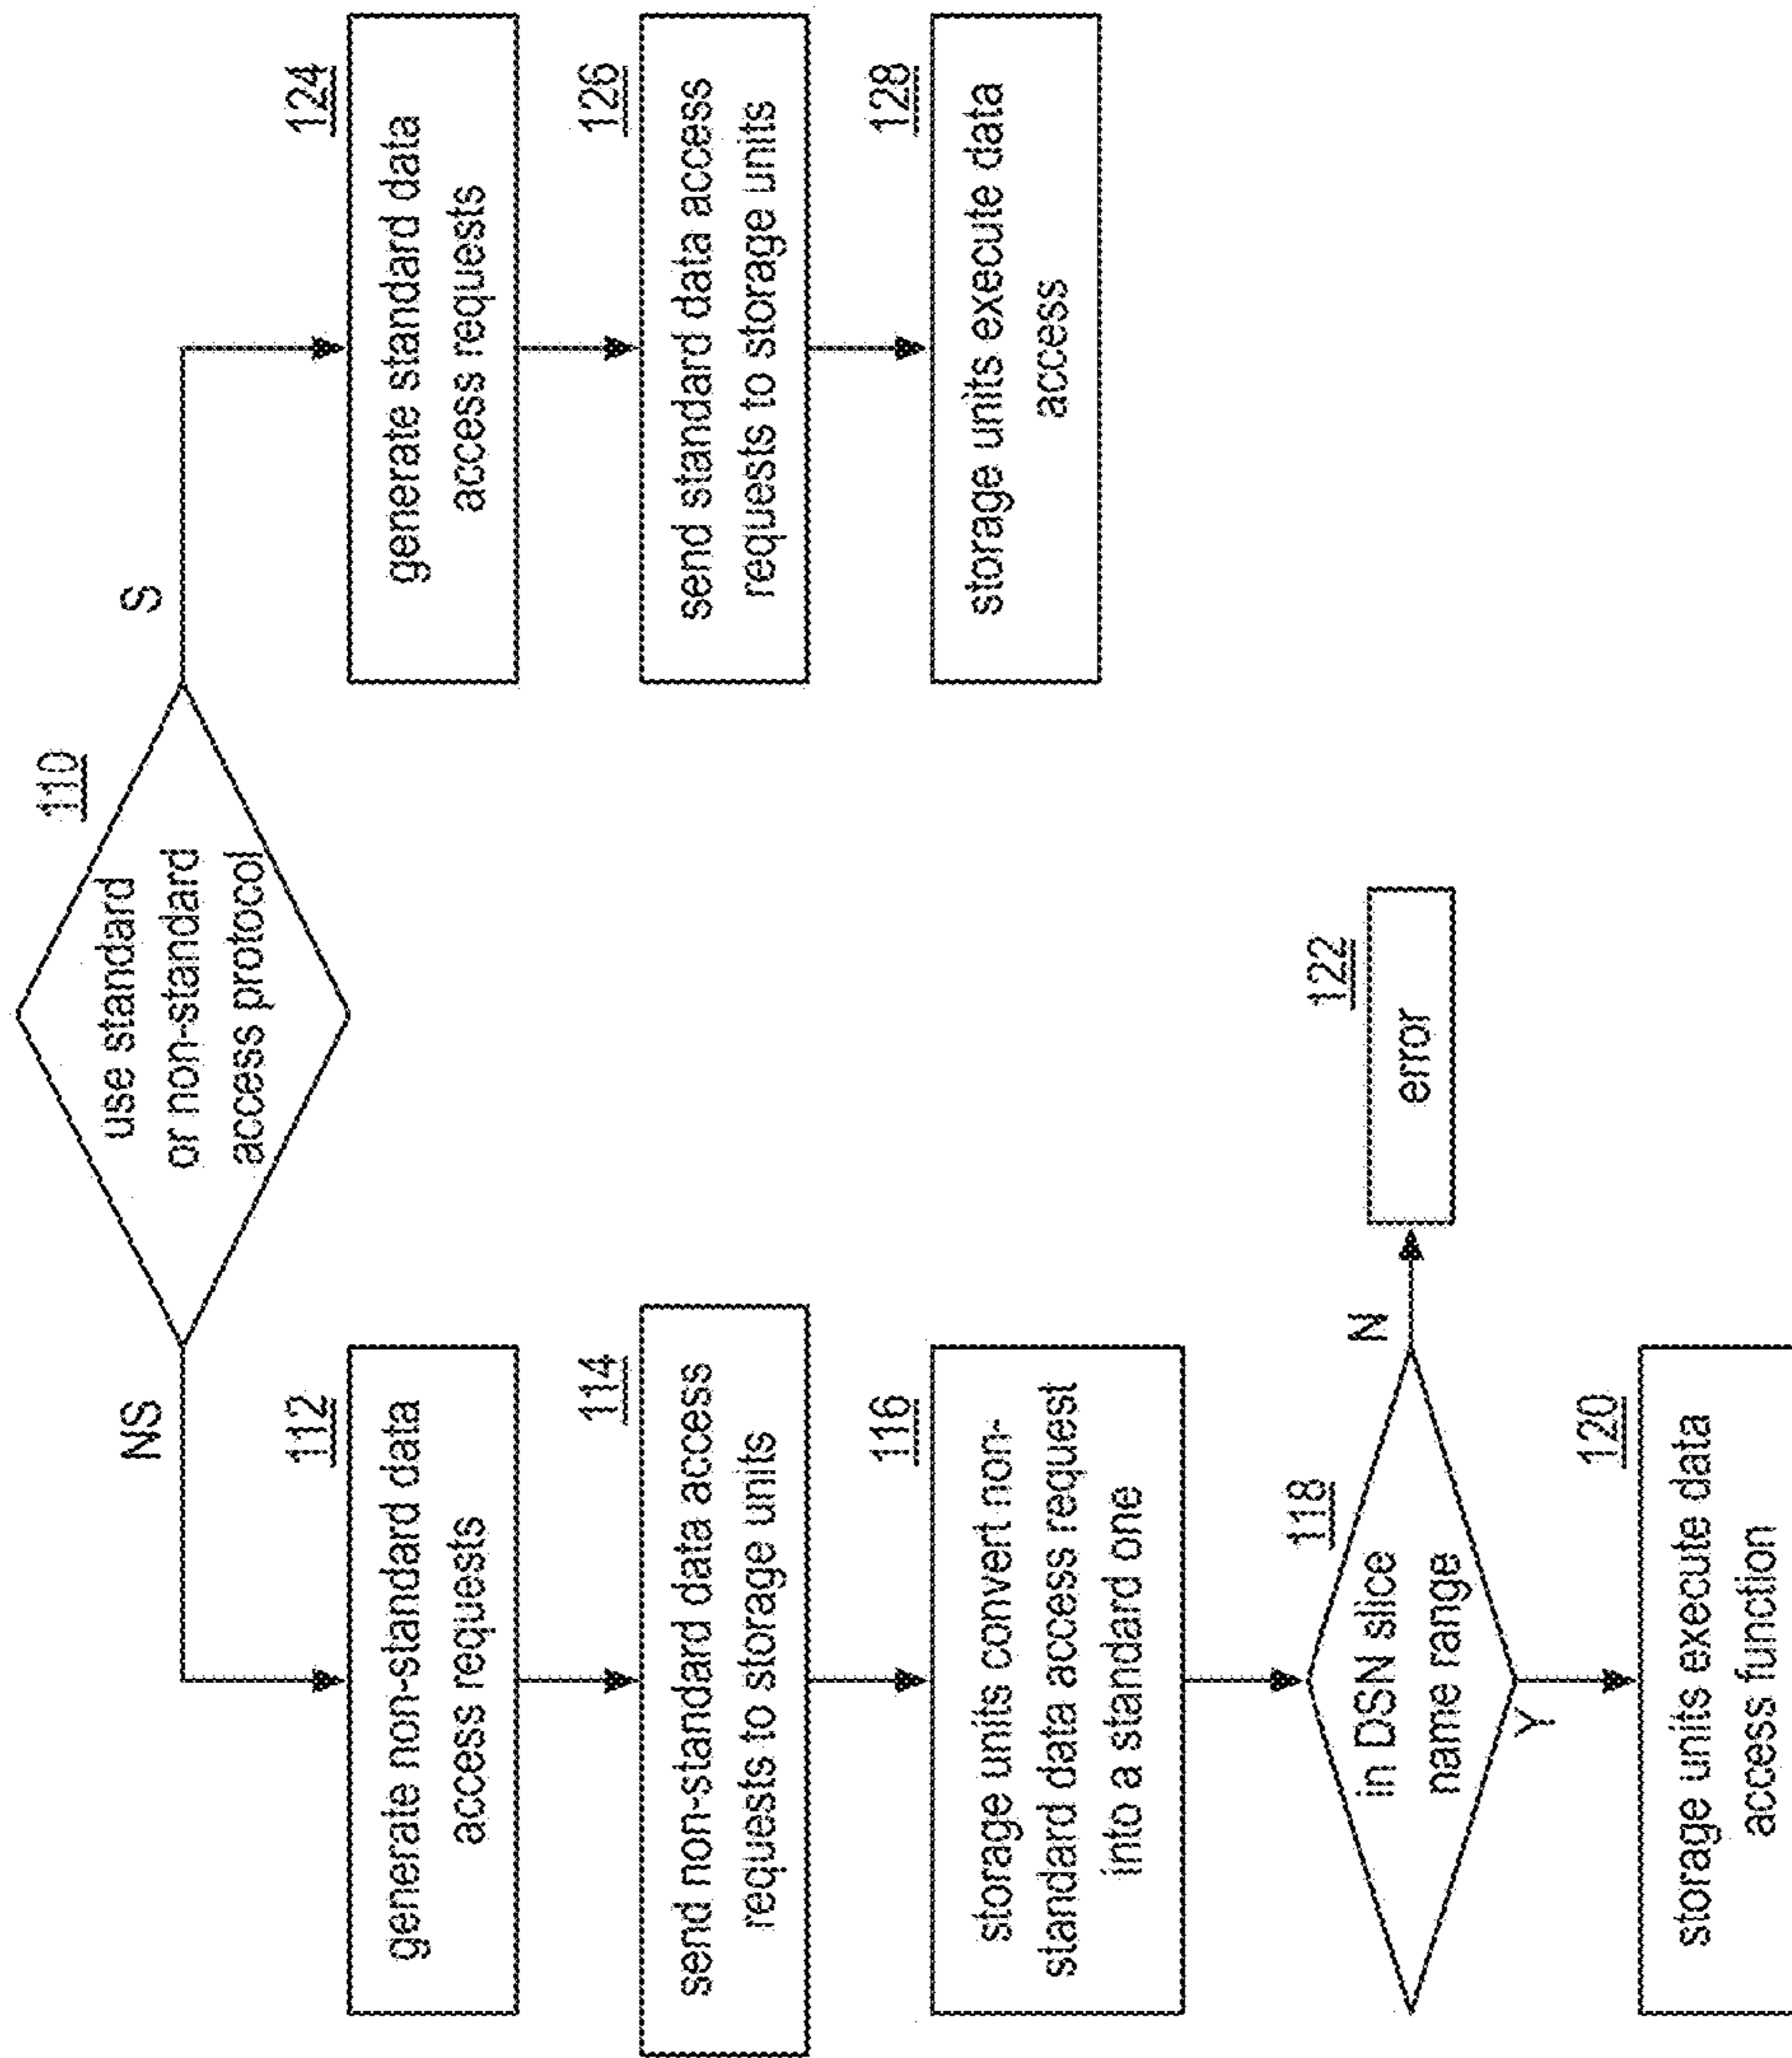 110
use standard
or non-standard
access protocol
NS
S
112
generate non-standard data
access requests
124
generate standard data
access requests
114
send non-standard data access
requests to storage units
126
send standard data access
requests to storage units
116
storage units convert non-
standard data access request
into a standard one
128
storage units execute data
access
118
in DSN slice
name range
N
122
error
Y
120
storage units execute data
access function